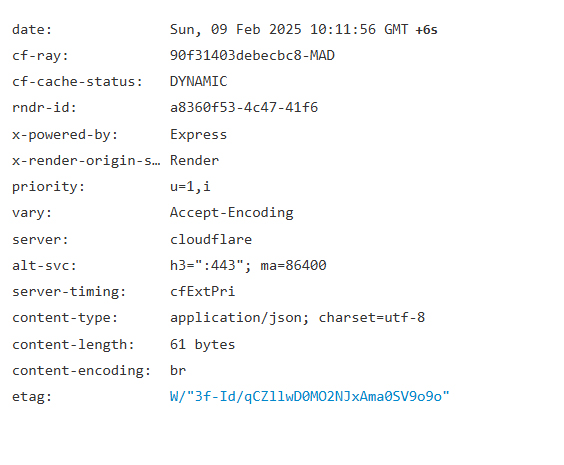 date: Sun, 09 Feb 2025 10:11:56 GMT +6s
cf-ray: 90f31403debecbc8-MAD
cf-cache-status: DYNAMIC
rndr-id: a8360f53-4c47-41f6
x-powered-by: Express
x-render-origin-s… Render
priority: u=1,i
vary: Accept-Encoding
server: cloudflare
alt-svc: h3=":443"; ma=86400
server-timing: cfExtPri
content-type: application/json; charset=utf-8
content-length: 61 bytes
content-encoding: br
etag: W/"3f-Id/qCZllwD0MO2NJxAma0SV9o9o"